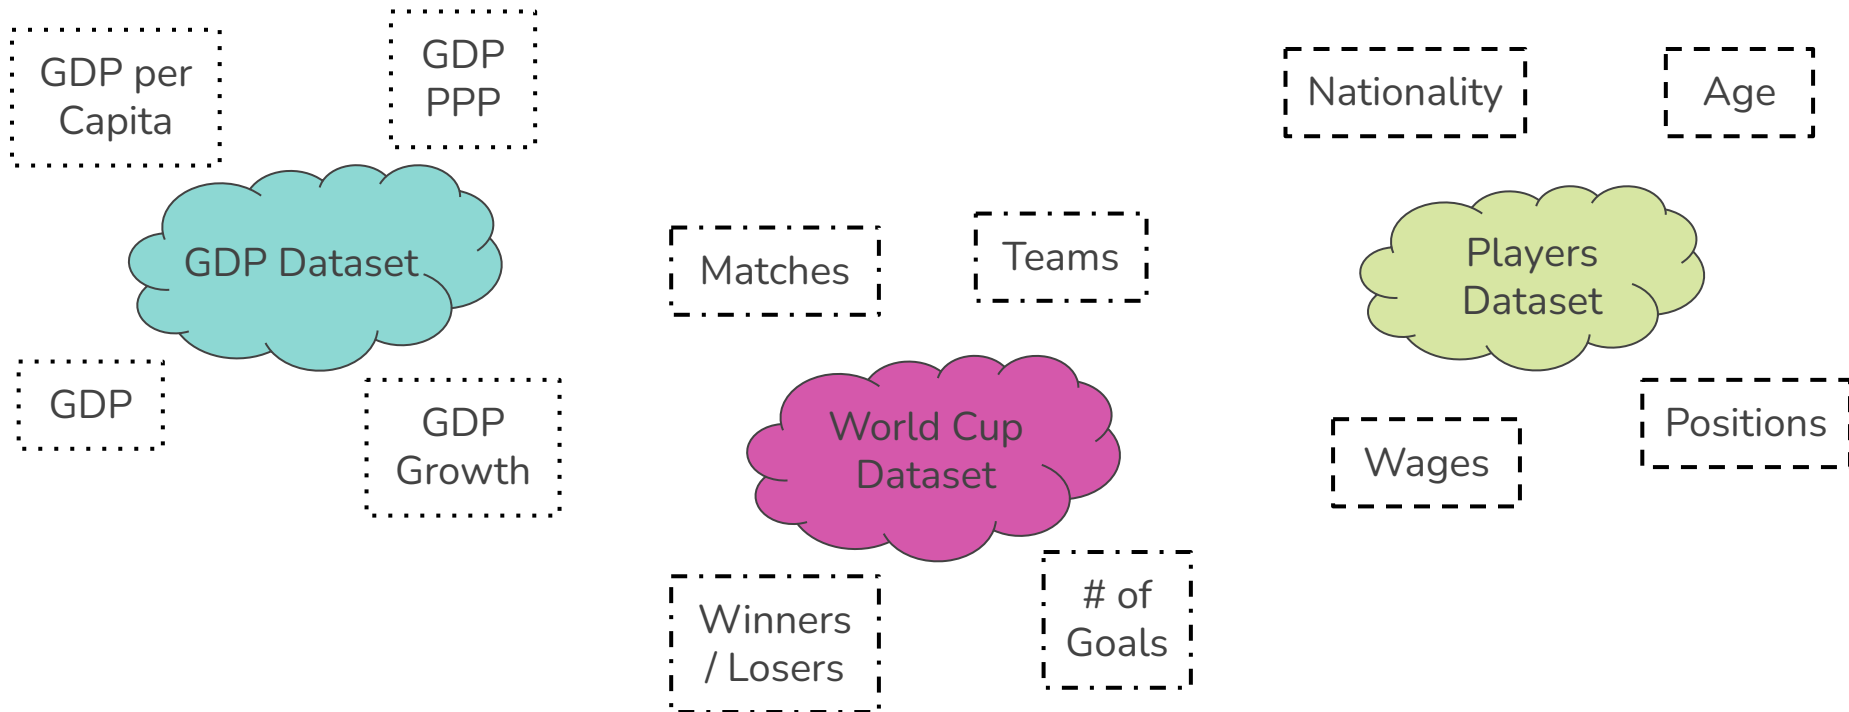 GDP per
Capita
GDP
PPP
GDP Dataset
GDP
GDP
Growth
Matches
Teams
World Cup
Dataset
Winners
/ Losers
# of
Goals
Nationality
Age
Players
Dataset
Wages
Positions